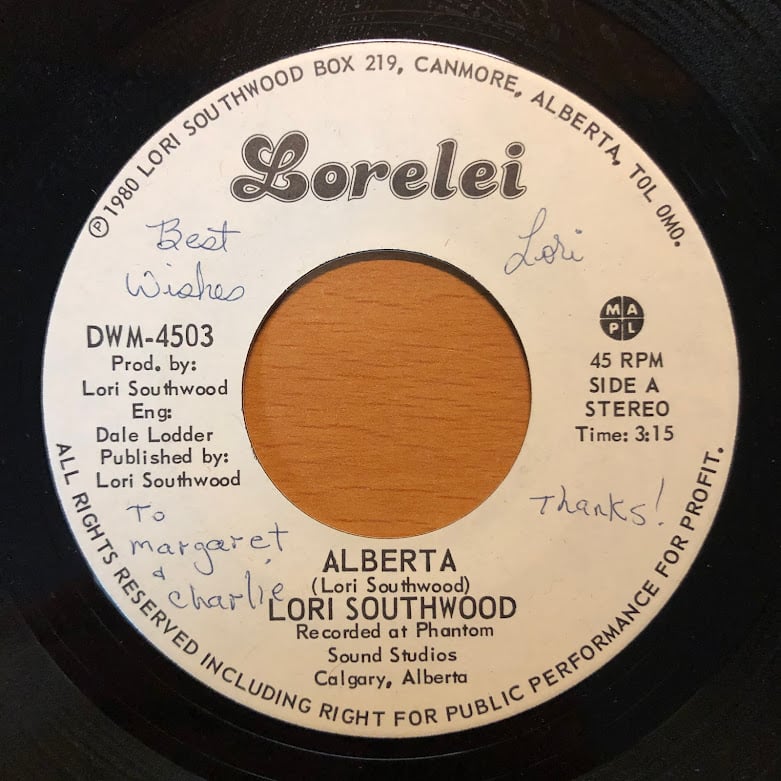 ℗ 1980 LORI SOUTHWOOD BOX 219, CANMORE, ALBERTA, T0L 0M0.
Lorelei
Best
Wishes
Lori
DWM-4503
Prod. by:
Lori Southwood
Eng:
Dale Lodder
Published by:
Lori Southwood
M A
P L
45 RPM
SIDE A
STEREO
Time: 3:15
To
margaret
&
charlie
Thanks!
ALBERTA
(Lori Southwood)
LORI SOUTHWOOD
Recorded at Phantom
Sound Studios
Calgary, Alberta
ALL RIGHTS RESERVED INCLUDING RIGHT FOR PUBLIC PERFORMANCE FOR PROFIT.